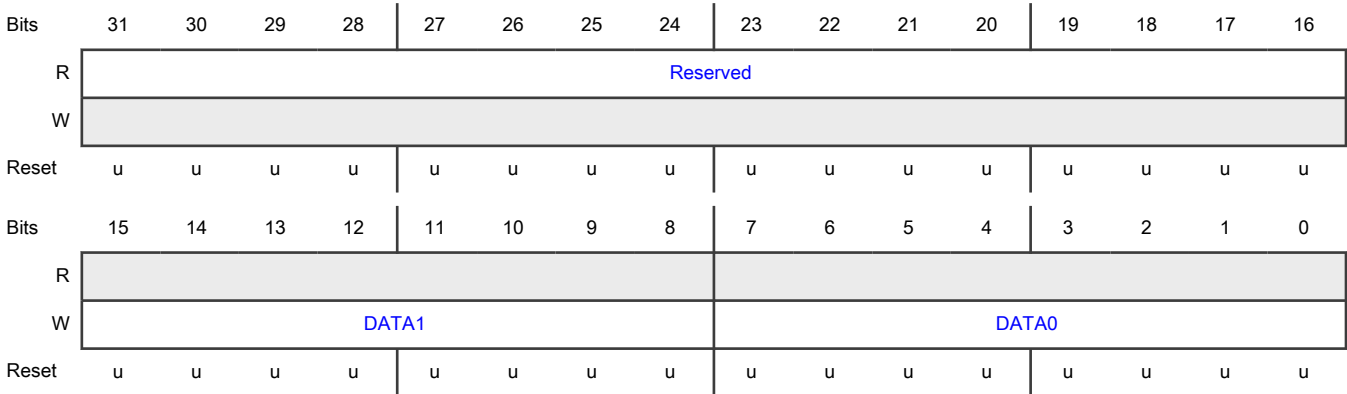 Bits 31 30 29 28 27 26 25 24 23 22 21 20 19 18 17 16
R Reserved
W
Reset u u u u u u u u u u u u u u u u
Bits 15 14 13 12 11 10 9 8 7 6 5 4 3 2 1 0
R
W DATA1 DATA0
Reset u u u u u u u u u u u u u u u u